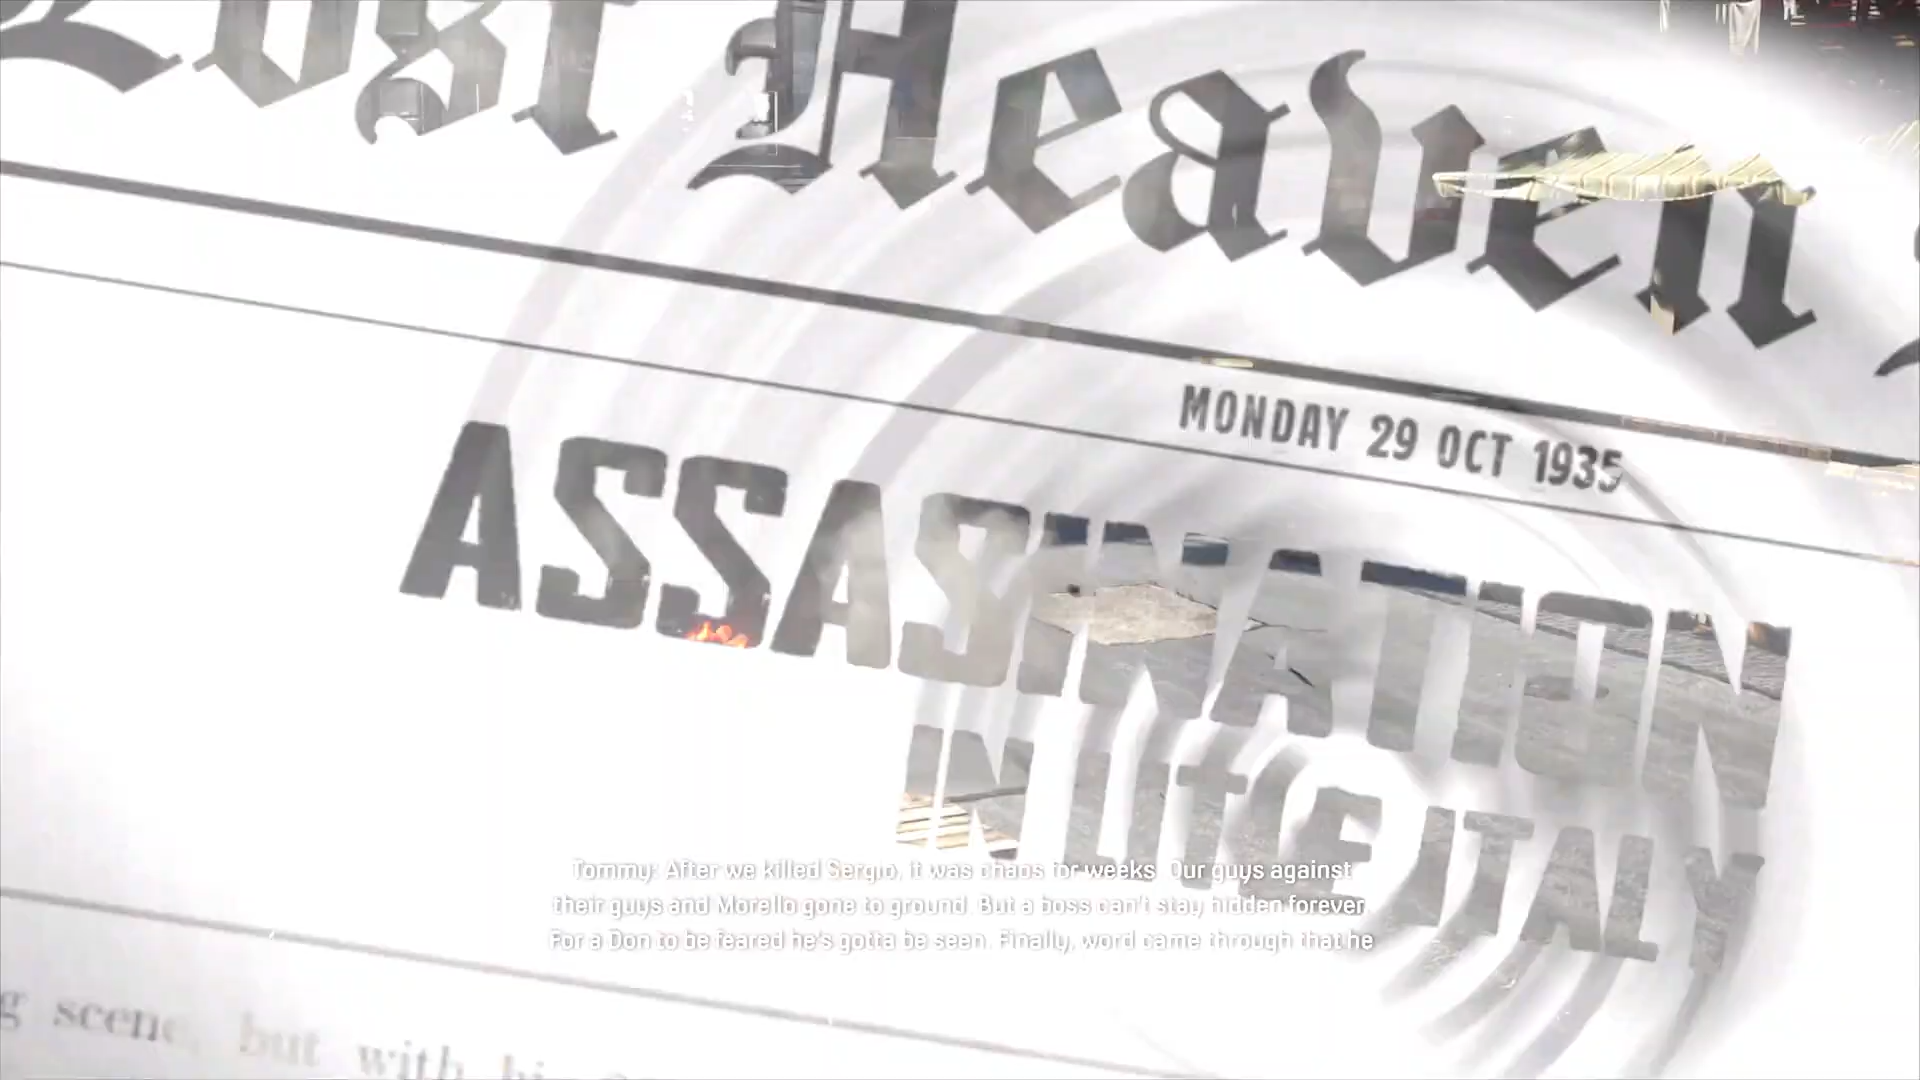 Lost Heaven
MONDAY 29 OCT 1935
ASSASINATION
IN LITLE ITALY
Tommy: After we killed Sergio, it was chaos for weeks. Our guys against
their guys and Morello gone to ground. But a boss can't stay hidden forever.
For a Don to be feared he's gotta be seen. Finally, word came through that he
g scene, but with